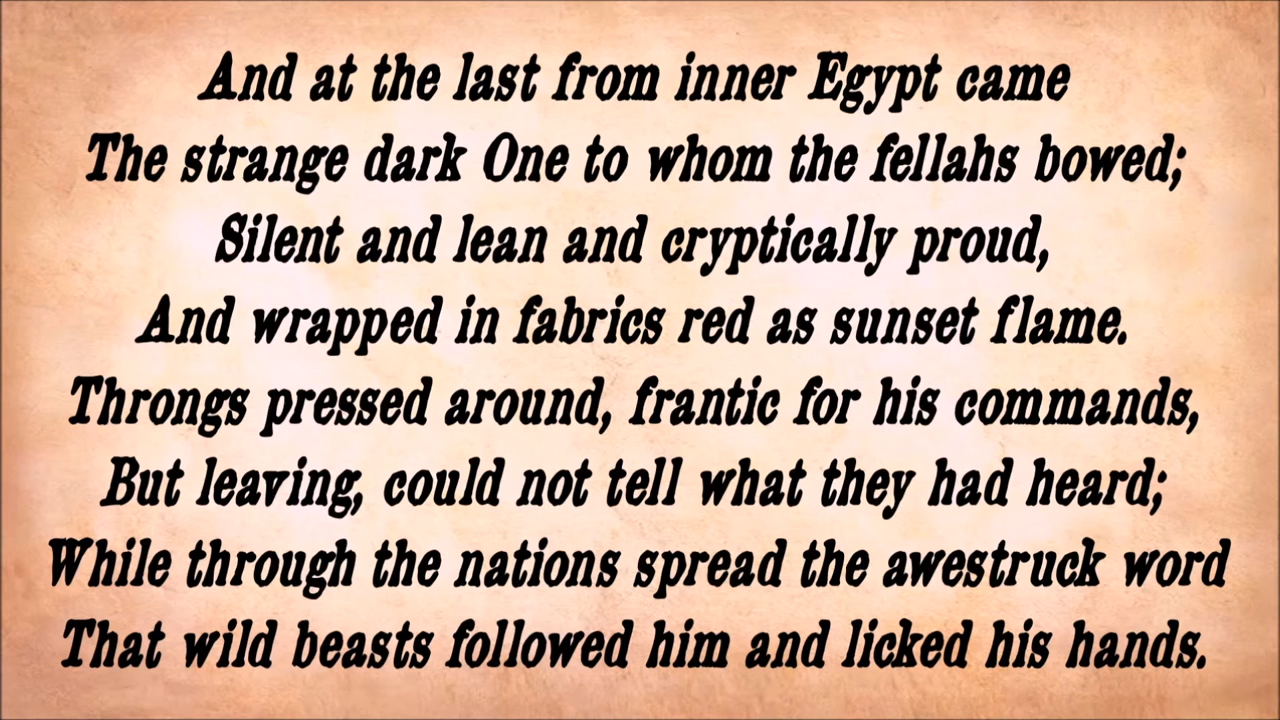 And at the last from inner Egypt came
The strange dark One to whom the fellahs bowed;
Silent and lean and cryptically proud,
And wrapped in fabrics red as sunset flame.
Throngs pressed around, frantic for his commands,
But leaving, could not tell what they had heard;
While through the nations spread the awestruck word
That wild beasts followed him and licked his hands.